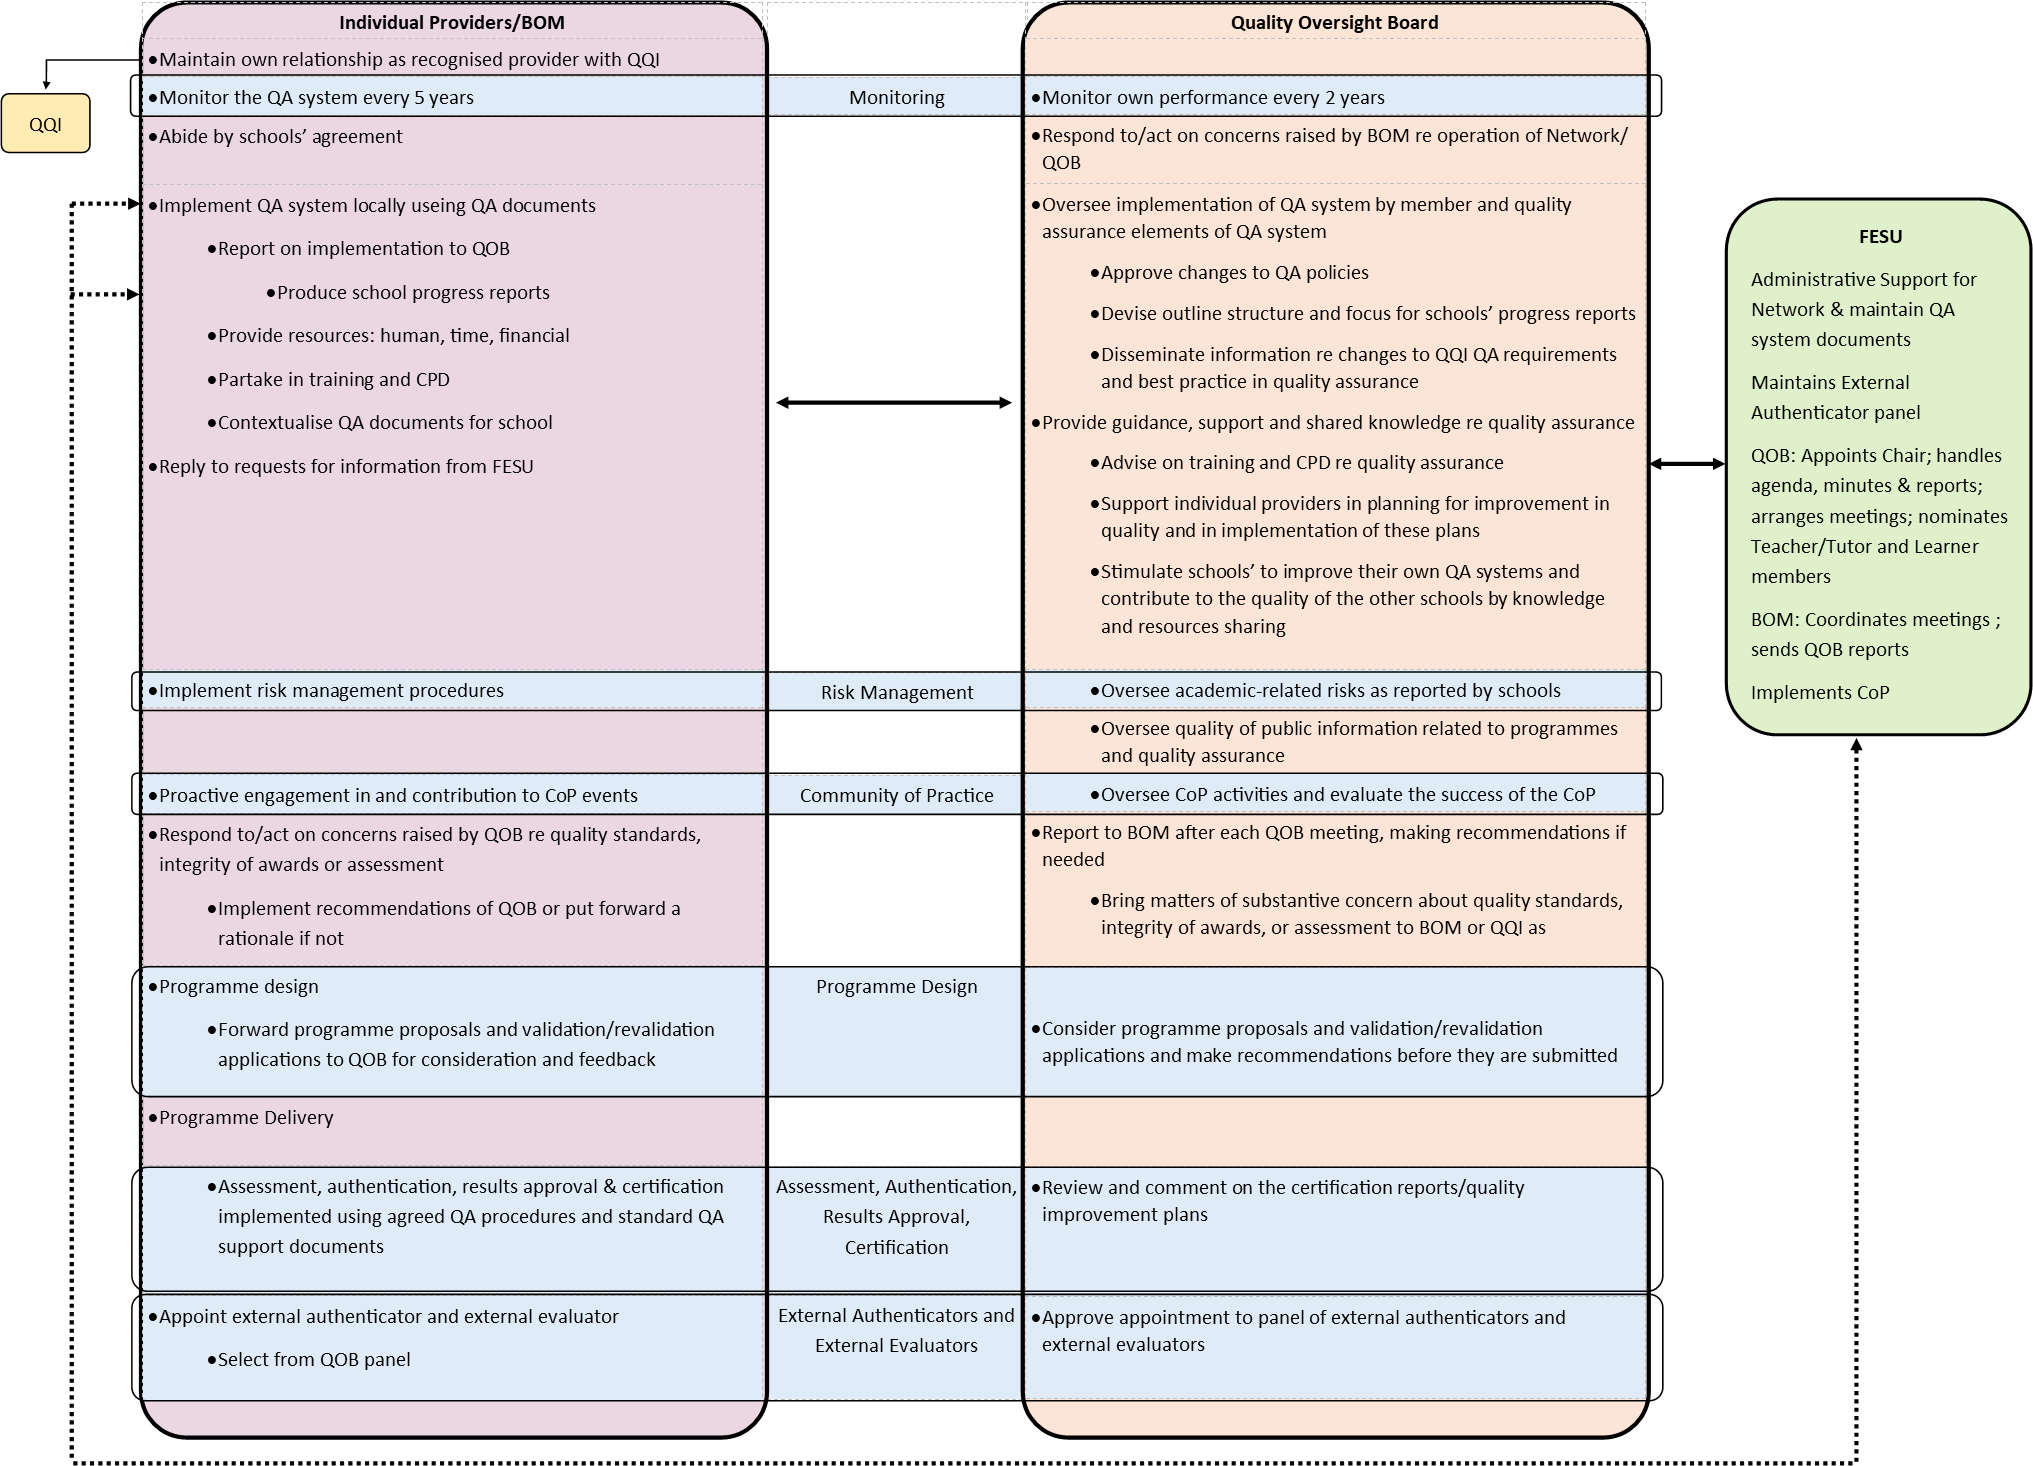 Individual Providers/BOM
•Maintain own relationship as recognised provider with QQI
•Monitor the QA system every 5 years
•Abide by schools’ agreement
•Implement QA system locally useing QA documents
•Report on implementation to QOB
•Produce school progress reports
•Provide resources: human, time, financial
•Partake in training and CPD
•Contextualise QA documents for school
•Reply to requests for information from FESU
•Implement risk management procedures
•Proactive engagement in and contribution to CoP events
•Respond to/act on concerns raised by QOB re quality standards,
integrity of awards or assessment
•Implement recommendations of QOB or put forward a
rationale if not
•Programme design
•Forward programme proposals and validation/revalidation
applications to QOB for consideration and feedback
•Programme Delivery
•Assessment, authentication, results approval & certification
implemented using agreed QA procedures and standard QA
support documents
•Appoint external authenticator and external evaluator
•Select from QOB panel
QQI
Monitoring
Risk Management
Community of Practice
Programme Design
Assessment, Authentication,
Results Approval,
Certification
External Authenticators and
External Evaluators
Quality Oversight Board
•Monitor own performance every 2 years
•Respond to/act on concerns raised by BOM re operation of Network/
QOB
•Oversee implementation of QA system by member and quality
assurance elements of QA system
•Approve changes to QA policies
•Devise outline structure and focus for schools’ progress reports
•Disseminate information re changes to QQI QA requirements
and best practice in quality assurance
•Provide guidance, support and shared knowledge re quality assurance
•Advise on training and CPD re quality assurance
•Support individual providers in planning for improvement in
quality and in implementation of these plans
•Stimulate schools’ to improve their own QA systems and
contribute to the quality of the other schools by knowledge
and resources sharing
•Oversee academic-related risks as reported by schools
•Oversee quality of public information related to programmes
and quality assurance
•Oversee CoP activities and evaluate the success of the CoP
•Report to BOM after each QOB meeting, making recommendations if
needed
•Bring matters of substantive concern about quality standards,
integrity of awards, or assessment to BOM or QQI as
•Consider programme proposals and validation/revalidation
applications and make recommendations before they are submitted
•Review and comment on the certification reports/quality
improvement plans
•Approve appointment to panel of external authenticators and
external evaluators
FESU
Administrative Support for
Network & maintain QA
system documents
Maintains External
Authenticator panel
QOB: Appoints Chair; handles
agenda, minutes & reports;
arranges meetings; nominates
Teacher/Tutor and Learner
members
BOM: Coordinates meetings ;
sends QOB reports
Implements CoP